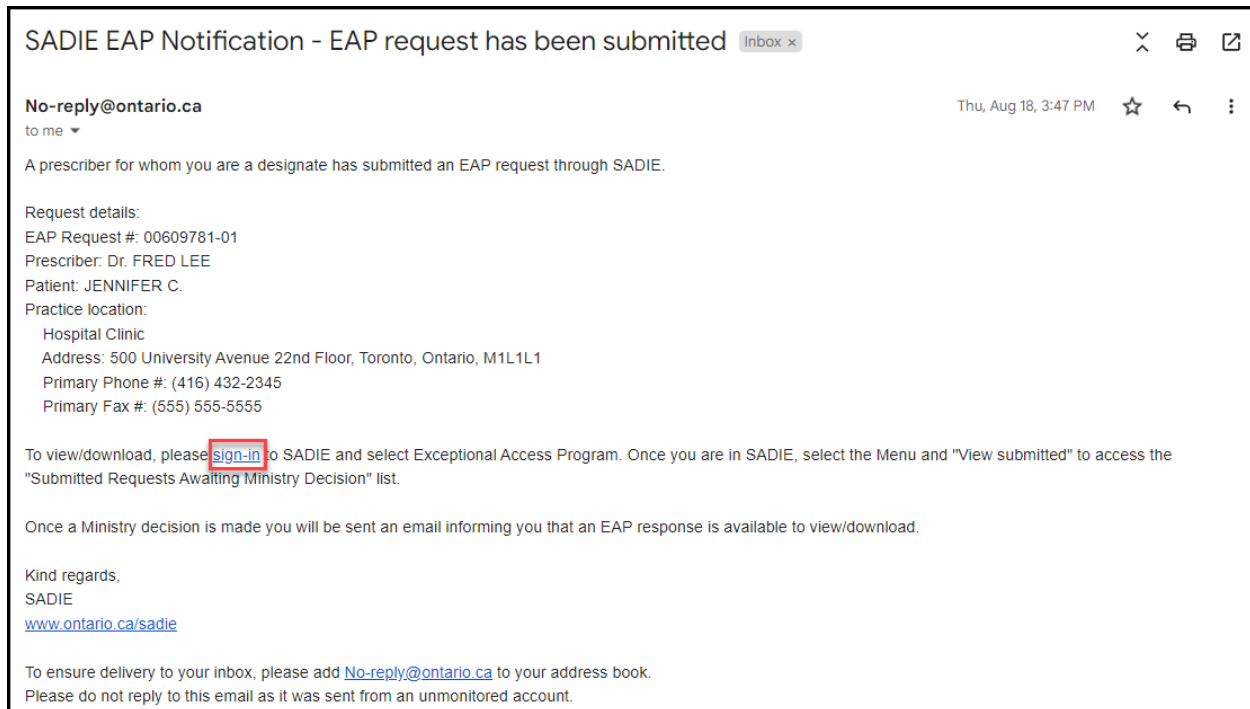 SADIE EAP Notification - EAP request has been submitted Inbox ×
No-reply@ontario.ca Thu, Aug 18, 3:47 PM
to me
A prescriber for whom you are a designate has submitted an EAP request through SADIE.
Request details:
EAP Request #: 00609781-01
Prescriber: Dr. FRED LEE
Patient: JENNIFER C.
Practice location:
Hospital Clinic
Address: 500 University Avenue 22nd Floor, Toronto, Ontario, M1L1L1
Primary Phone #: (416) 432-2345
Primary Fax #: (555) 555-5555
To view/download, please sign-in to SADIE and select Exceptional Access Program. Once you are in SADIE, select the Menu and "View submitted" to access the
"Submitted Requests Awaiting Ministry Decision" list.
Once a Ministry decision is made you will be sent an email informing you that an EAP response is available to view/download.
Kind regards,
SADIE
www.ontario.ca/sadie
To ensure delivery to your inbox, please add No-reply@ontario.ca to your address book.
Please do not reply to this email as it was sent from an unmonitored account.